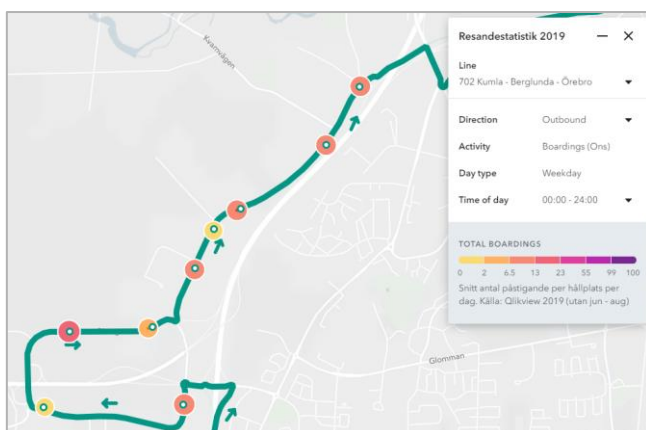 Kvarnvägen
Glomman
Resandestatistik 2019
Line
702 Kumla - Berglunda - Örebro
Direction Outbound
Activity Boardings (Ons)
Day type Weekday
Time of day 00:00 - 24:00
TOTAL BOARDINGS
0 2 6.5 13 23 55 99 100
Snitt antal påstigande per hållplats per
dag. Källa: Qlikview 2019 (utan jun - aug)